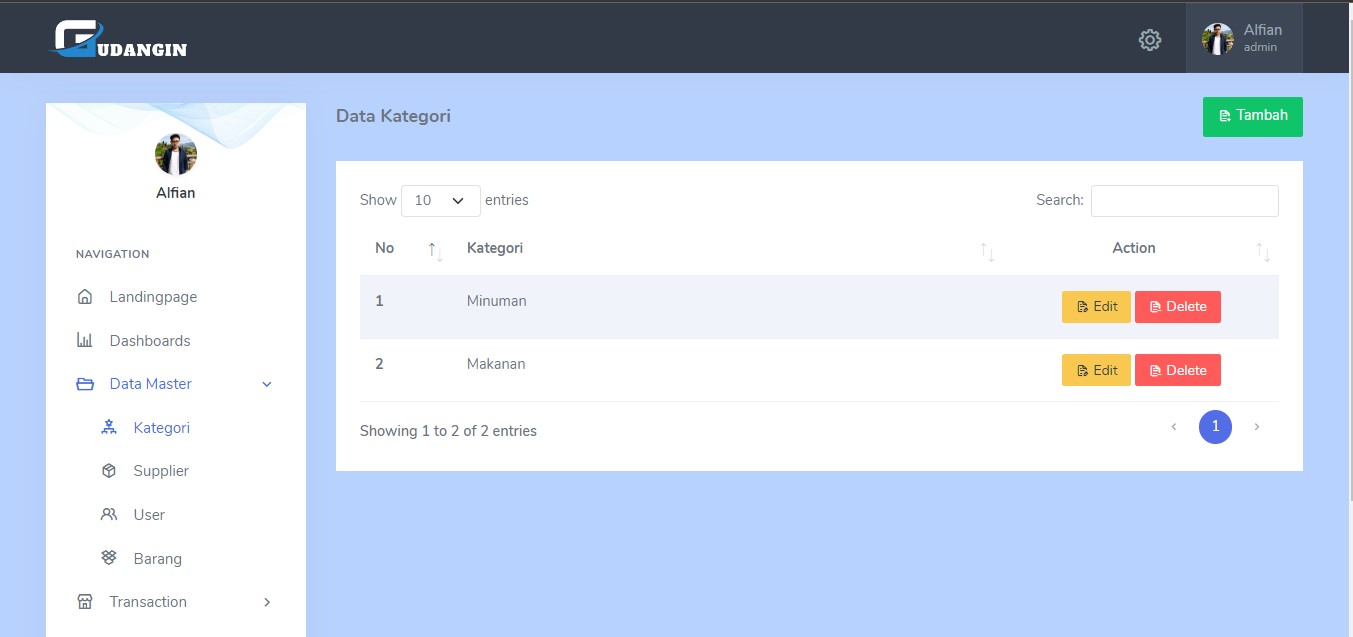 GUDANGIN
Alfian
admin
Alfian
NAVIGATION
Landingpage
Dashboards
Data Master
Kategori
Supplier
User
Barang
Transaction
Data Kategori
Tambah
Show 10 entries
Search:
No Kategori Action
1 Minuman Edit Delete
2 Makanan Edit Delete
Showing 1 to 2 of 2 entries
‹ 1 ›